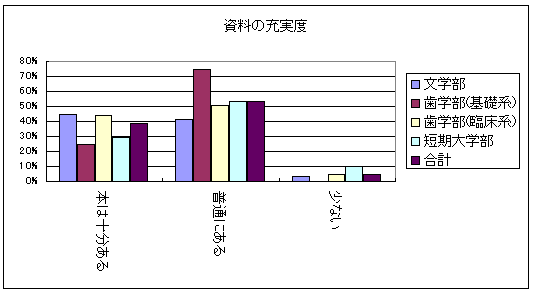 資料の充実度
80%
70%
60%
50%
40%
30%
20%
10%
0%
本は十分ある
普通にある
少ない
文学部
歯学部(基礎系)
歯学部(臨床系)
短期大学部
合計